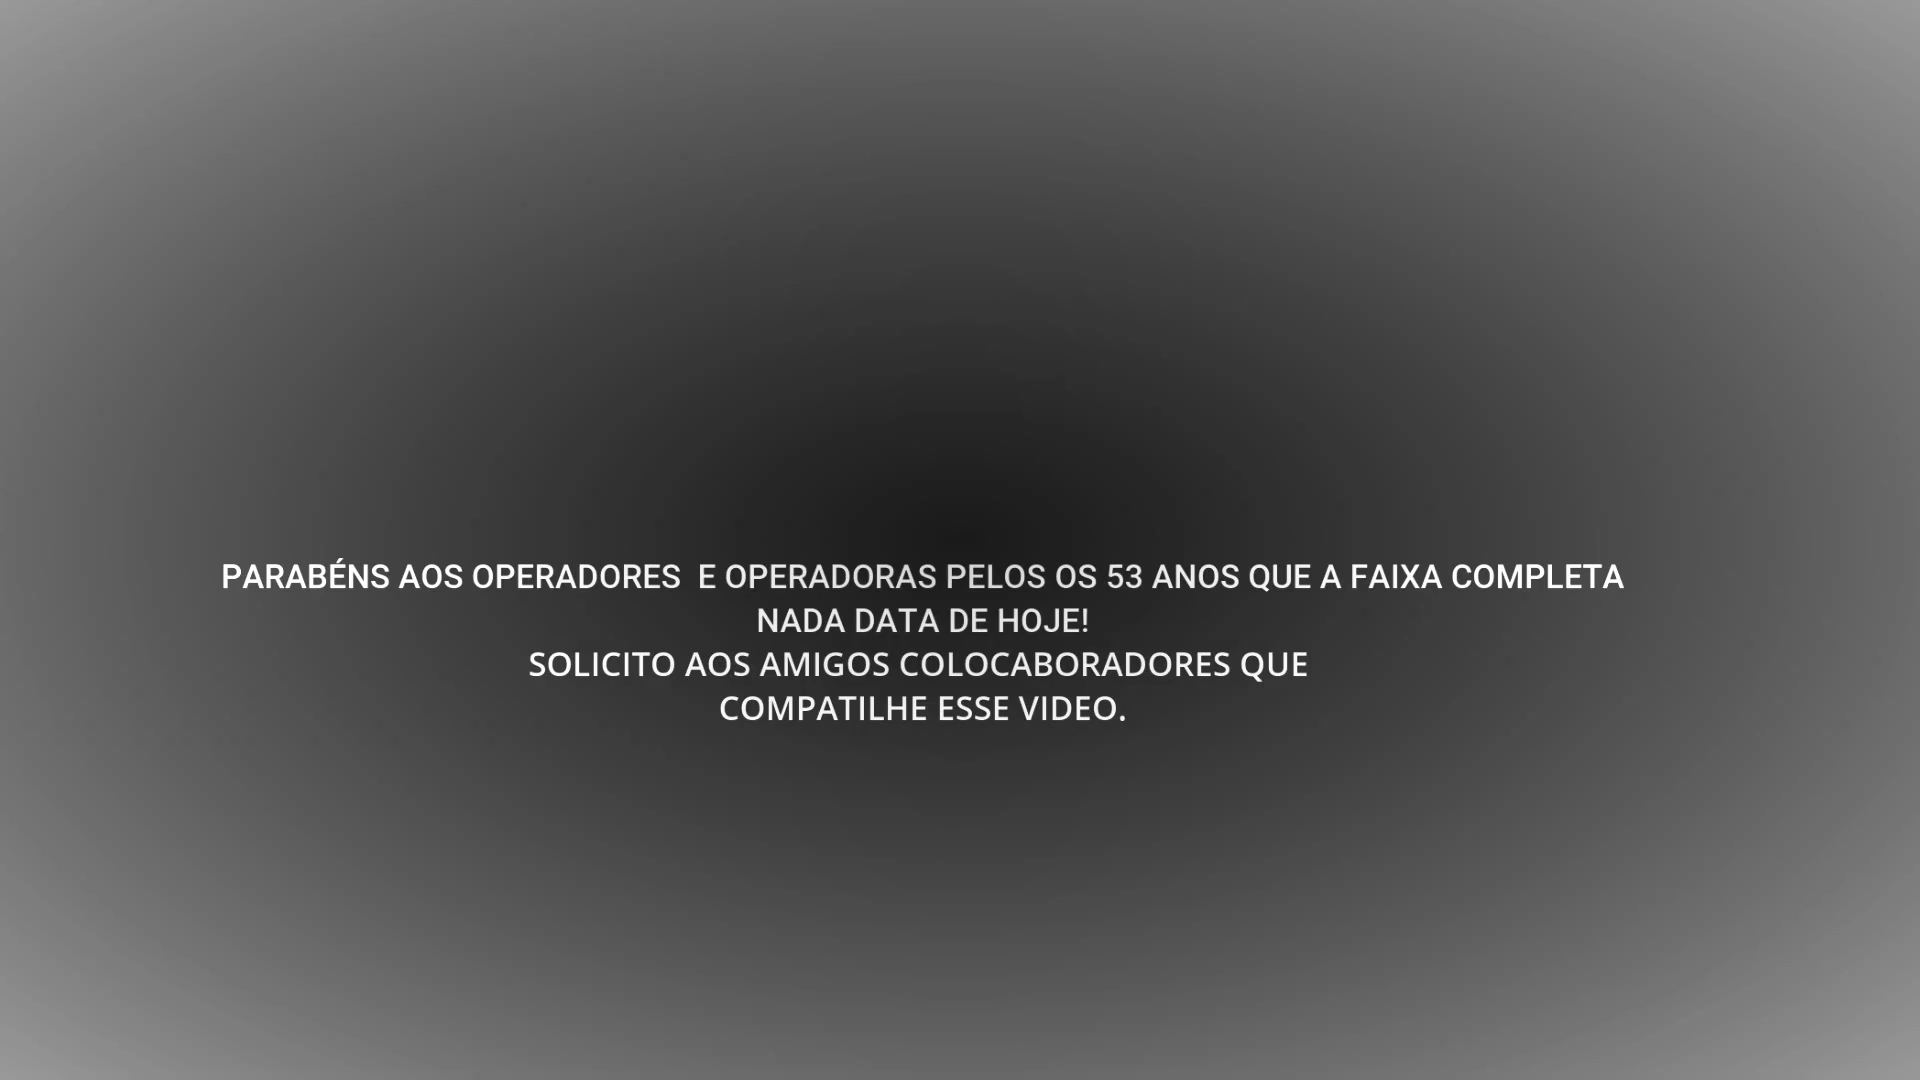 PARABÉNS AOS OPERADORES  E OPERADORAS PELOS OS 53 ANOS QUE A FAIXA COMPLETA
NADA DATA DE HOJE!
SOLICITO AOS AMIGOS COLOCABORADORES QUE
COMPATILHE ESSE VIDEO.